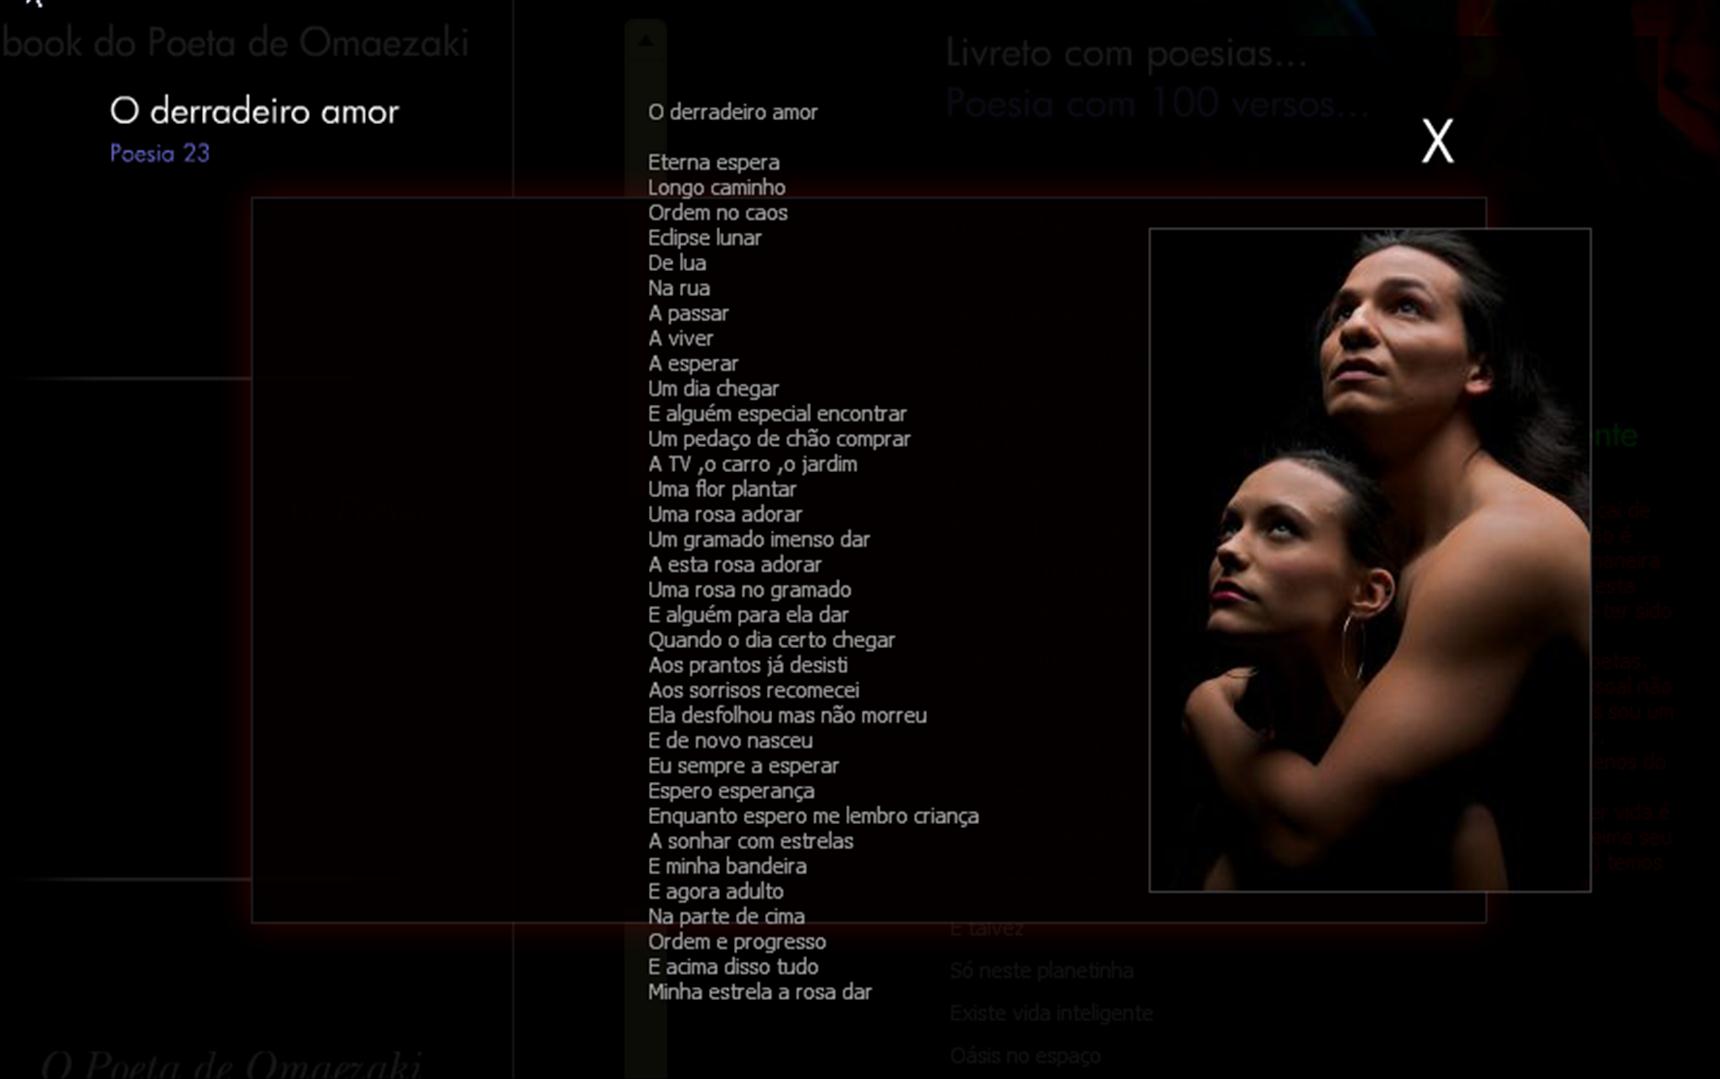 book do Poeta de Omaezaki
Livreto com poesias...
Poesia com 100 versos...
O derradeiro amor
Poesia 23
X
O derradeiro amor
Eterna espera
Longo caminho
Ordem no caos
Eclipse lunar
De lua
Na rua
A passar
A viver
A esperar
Um dia chegar
E alguém especial encontrar
Um pedaço de chão comprar
A TV ,o carro ,o jardim
Uma flor plantar
Uma rosa adorar
Um gramado imenso dar
A esta rosa adorar
Uma rosa no gramado
E alguém para ela dar
Quando o dia certo chegar
Aos prantos já desisti
Aos sorrisos recomecei
Ela desfolhou mas não morreu
E de novo nasceu
Eu sempre a esperar
Espero esperança
Enquanto espero me lembro criança
A sonhar com estrelas
E minha bandeira
E agora adulto
Na parte de cima
Ordem e progresso
E acima disso tudo
Minha estrela a rosa dar
nte
E talvez
Só neste planetinha
Existe vida inteligente
Oásis no espaço
O Poeta de Omaezaki